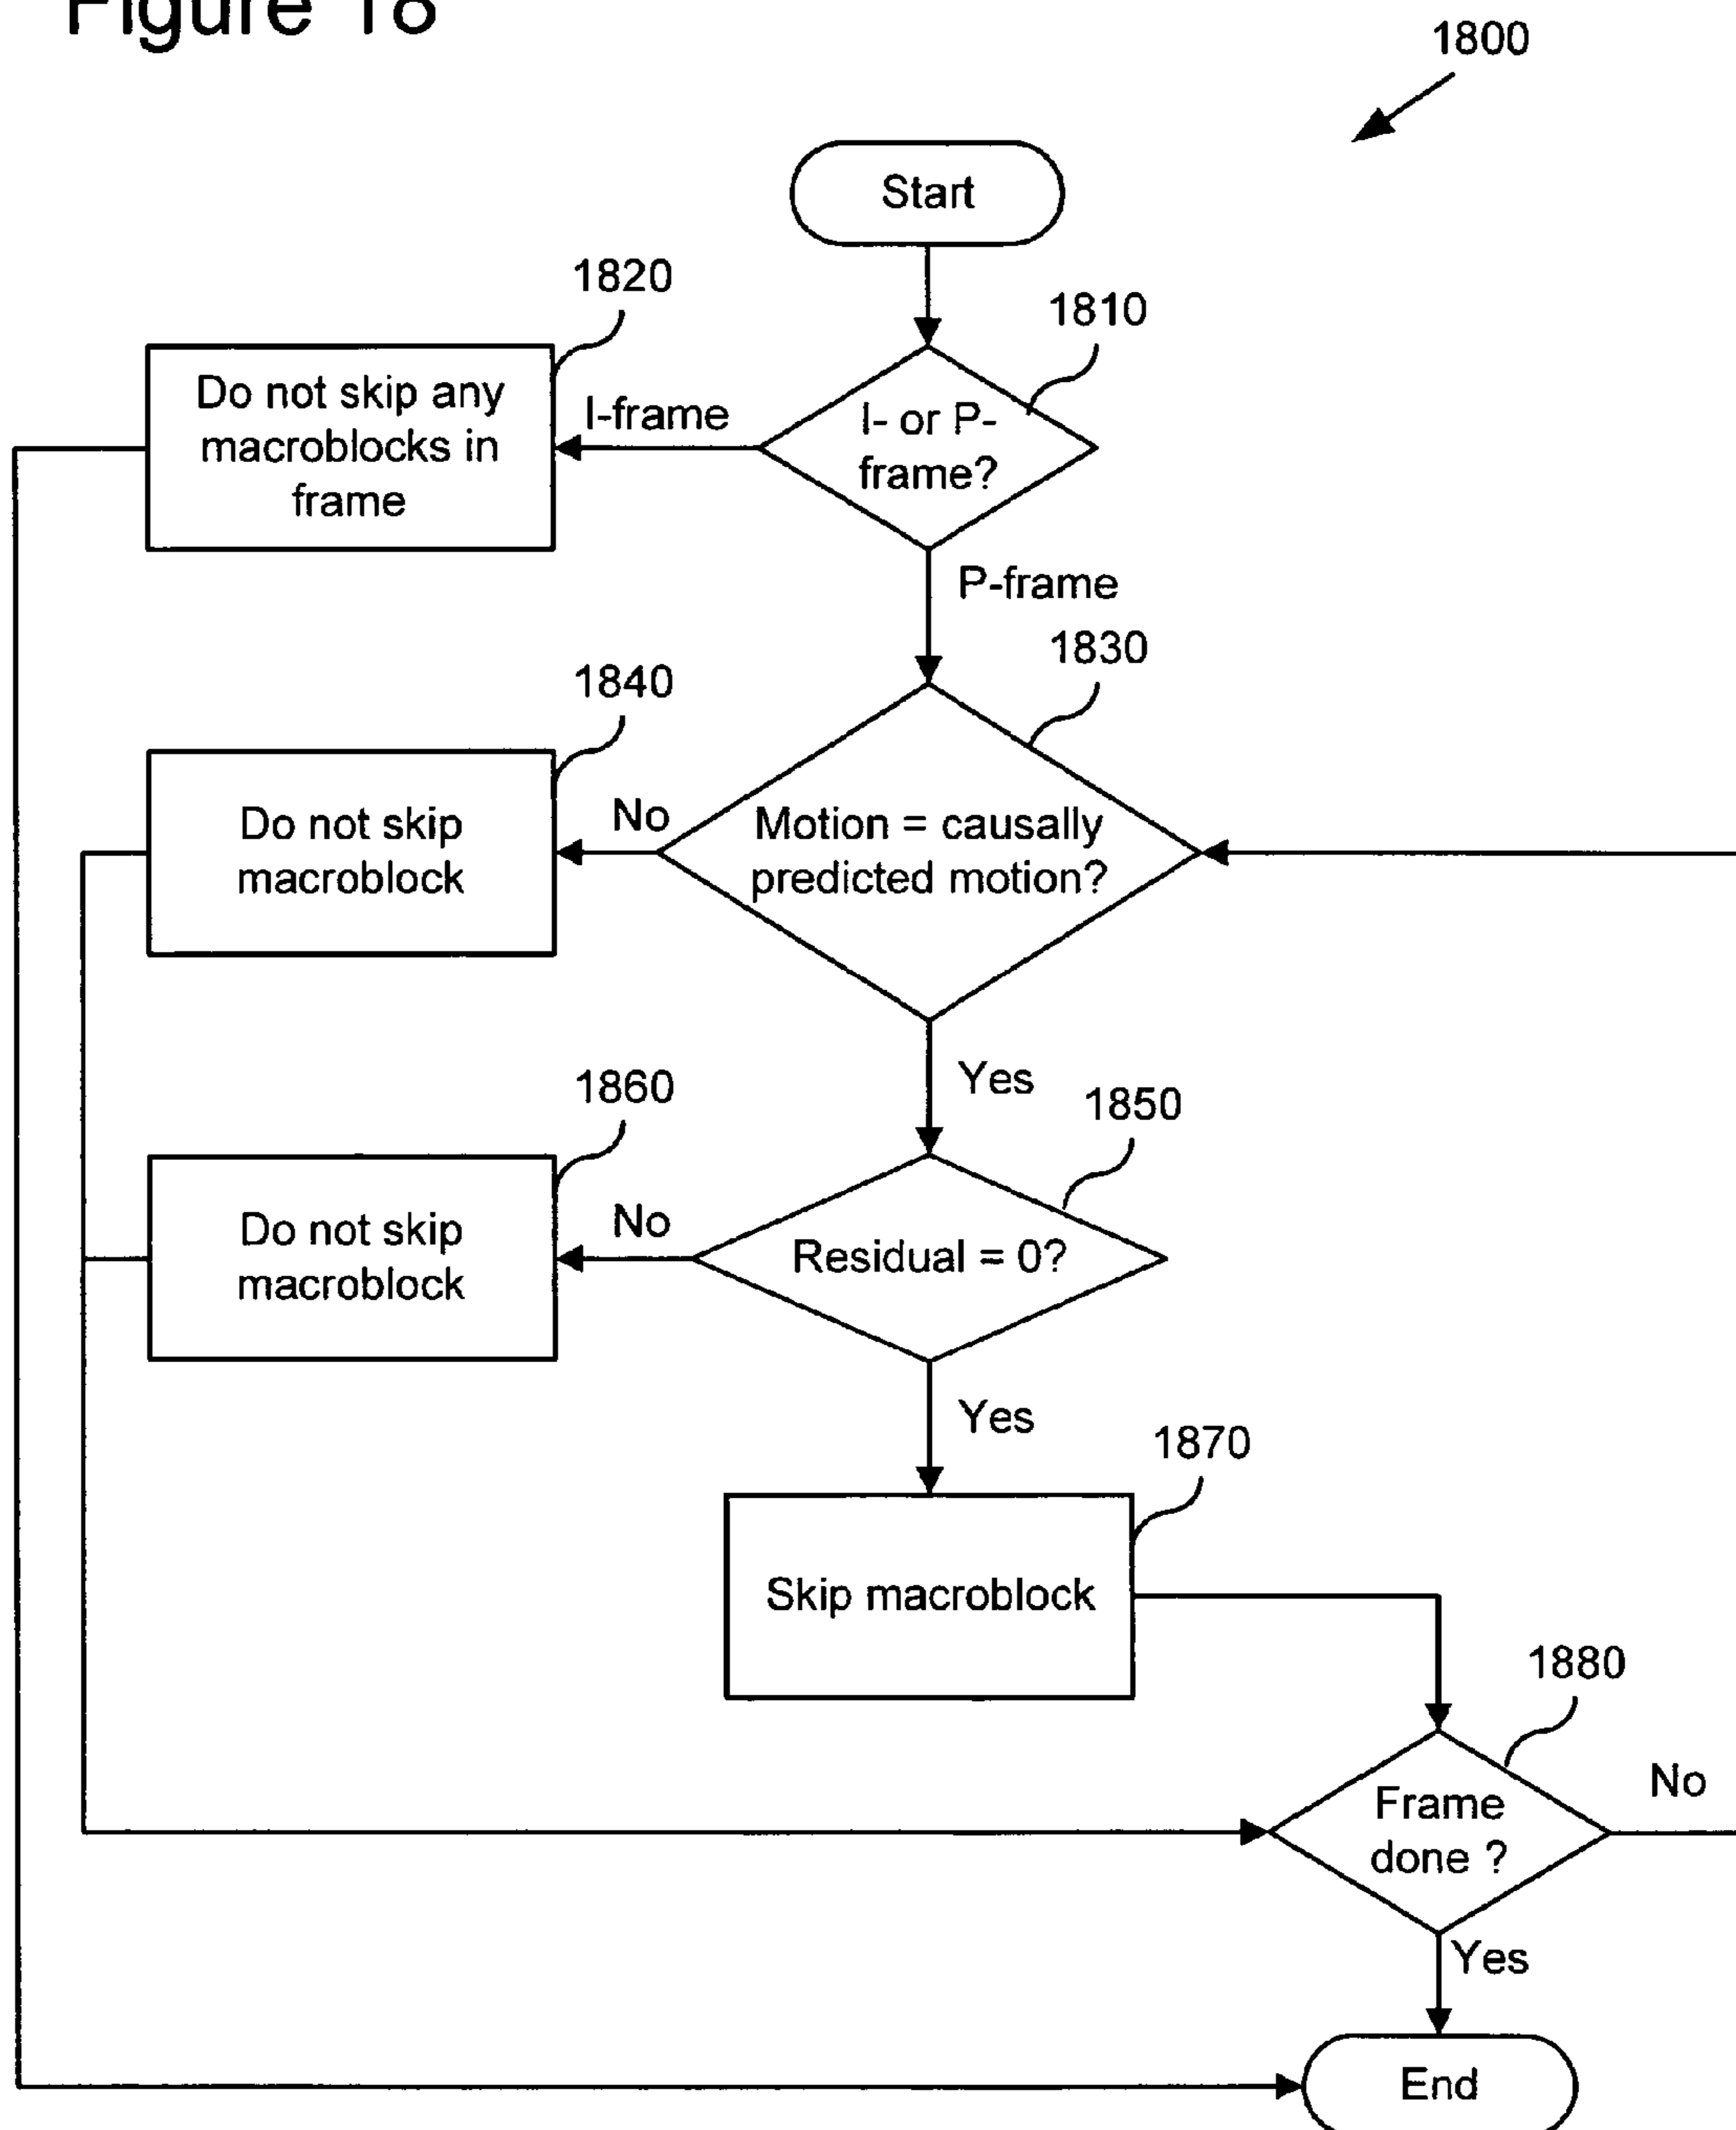 Figure 18
1800
Start
1820
1810
Do not skip any
macroblocks in
frame
I-frame
I- or P-
frame?
P-frame
1830
1840
Do not skip
macroblock
No
Motion = causally
predicted motion?
Yes
1850
1860
Do not skip
macroblock
No
Residual = 0?
Yes
1870
Skip macroblock
1880
Frame
done ?
No
Yes
End